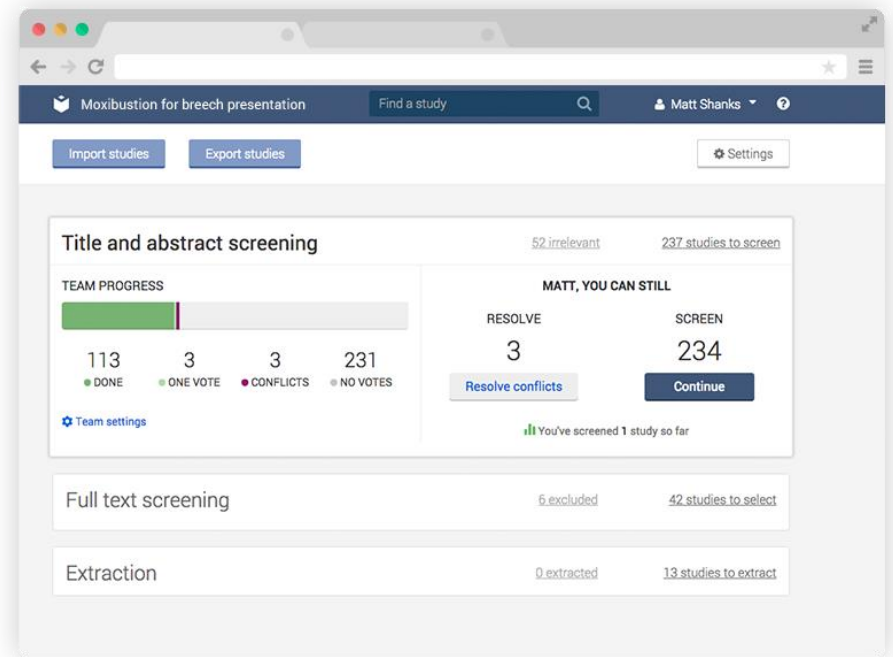 Moxibustion for breech presentation
Find a study
Matt Shanks
Import studies
Export studies
Settings
Title and abstract screening
52 irrelevant
237 studies to screen
TEAM PROGRESS
113
DONE
3
ONE VOTE
3
CONFLICTS
231
NO VOTES
Team settings
MATT, YOU CAN STILL
RESOLVE
3
Resolve conflicts
SCREEN
234
Continue
You've screened 1 study so far
Full text screening
6 excluded
42 studies to select
Extraction
0 extracted
13 studies to extract